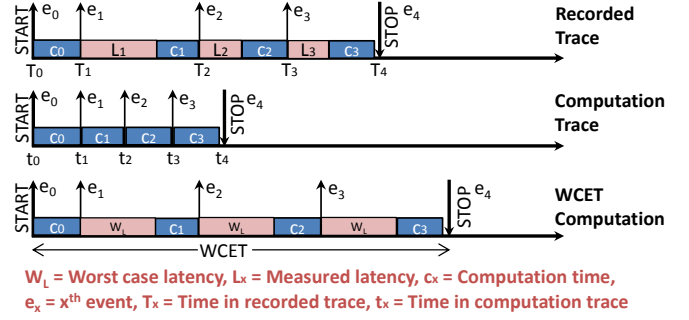 START e0 e1 e2 e3 STOP e4 Recorded
Trace
C0 L1 C1 L2 C2 L3 C3
T0 T1 T2 T3 T4
START e0 e1 e2 e3 STOP e4 Computation
Trace
C0 C1 C2 C3
t0 t1 t2 t3 t4
START e0 e1 e2 e3 STOP e4 WCET
Computation
C0 WL C1 WL C2 WL C3
WCET
WL = Worst case latency, Lx = Measured latency, cx = Computation time,
ex = xth event, Tx = Time in recorded trace, tx = Time in computation trace